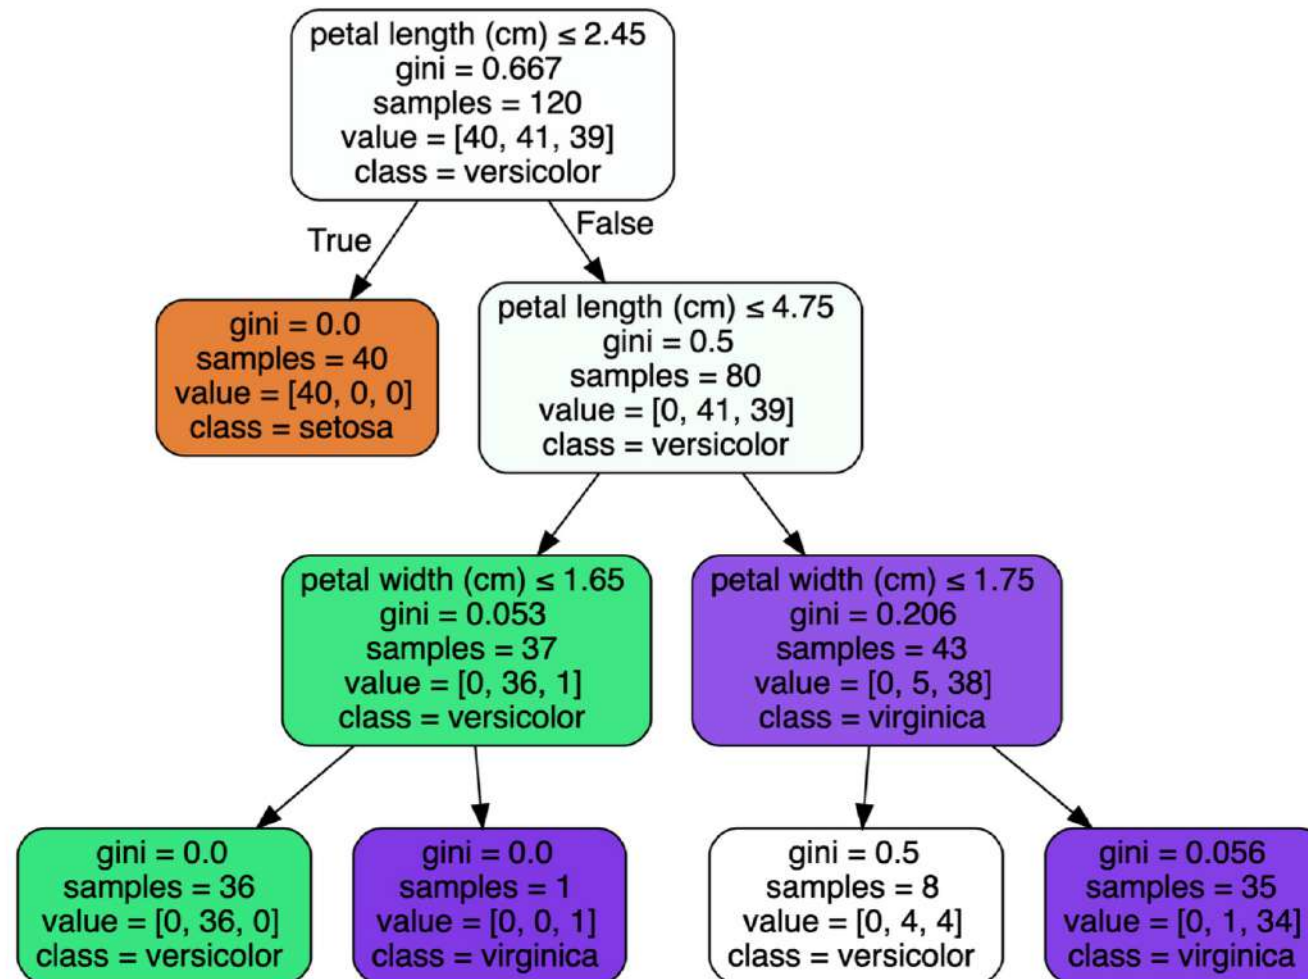 petal length (cm) ≤ 2.45
gini = 0.667
samples = 120
value = [40, 41, 39]
class = versicolor
True
False
gini = 0.0
samples = 40
value = [40, 0, 0]
class = setosa
petal length (cm) ≤ 4.75
gini = 0.5
samples = 80
value = [0, 41, 39]
class = versicolor
petal width (cm) ≤ 1.65
gini = 0.053
samples = 37
value = [0, 36, 1]
class = versicolor
petal width (cm) ≤ 1.75
gini = 0.206
samples = 43
value = [0, 5, 38]
class = virginica
gini = 0.0
samples = 36
value = [0, 36, 0]
class = versicolor
gini = 0.0
samples = 1
value = [0, 0, 1]
class = virginica
gini = 0.5
samples = 8
value = [0, 4, 4]
class = versicolor
gini = 0.056
samples = 35
value = [0, 1, 34]
class = virginica